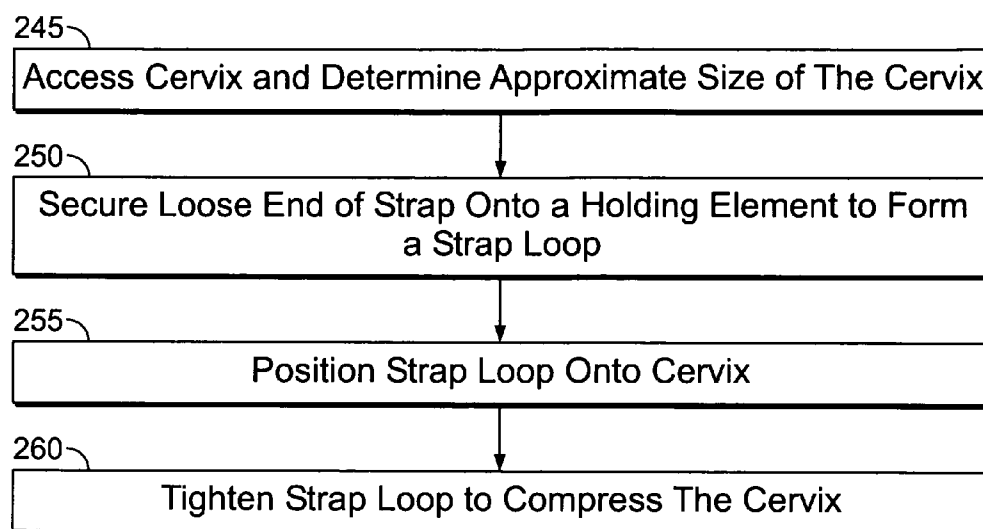 245
Access Cervix and Determine Approximate Size of The Cervix
250
Secure Loose End of Strap Onto a Holding Element to Form
a Strap Loop
255
Position Strap Loop Onto Cervix
260
Tighten Strap Loop to Compress The Cervix